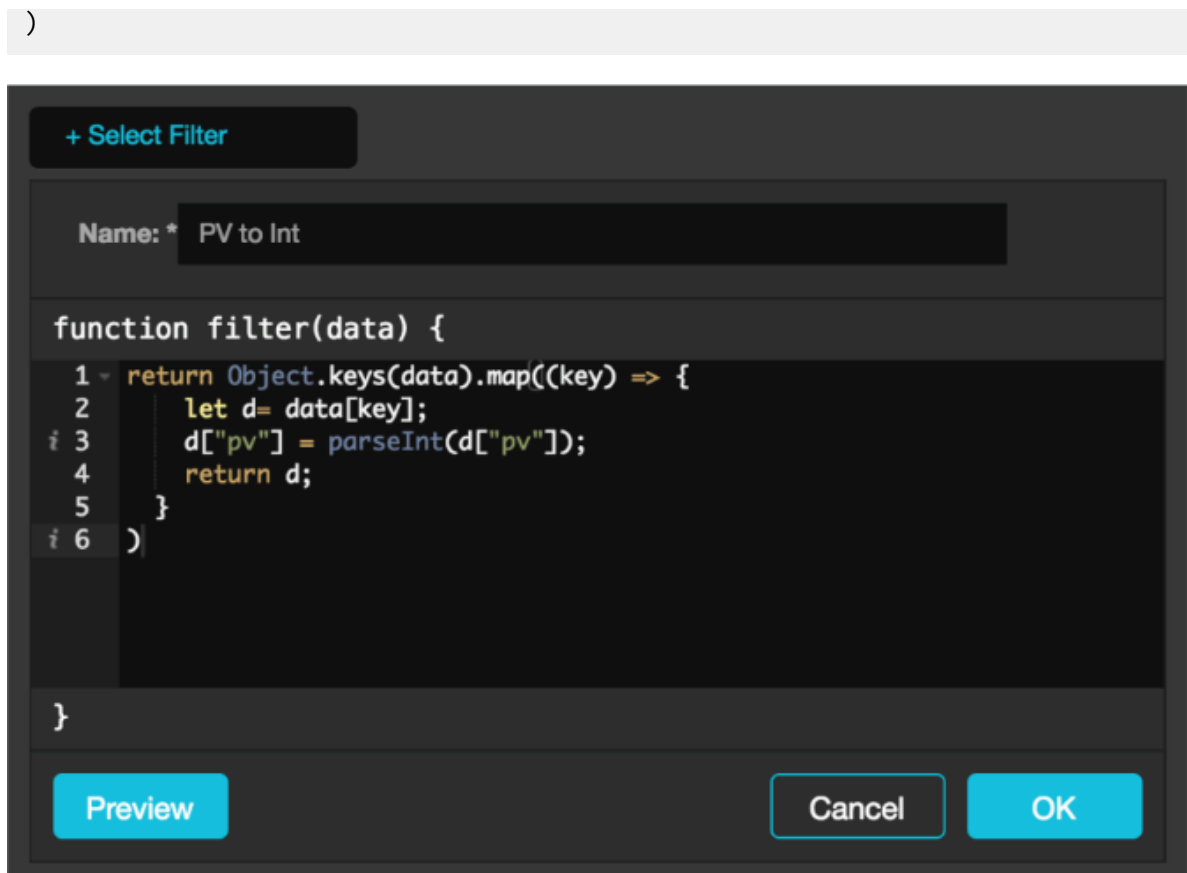 )
+ Select Filter
Name: * PV to Int
function filter(data) {
1 return Object.keys(data).map((key) => {
2 let d= data[key];
i 3 d["pv"] = parseInt(d["pv"]);
4 return d;
5 }
i 6 )
}
Preview Cancel OK